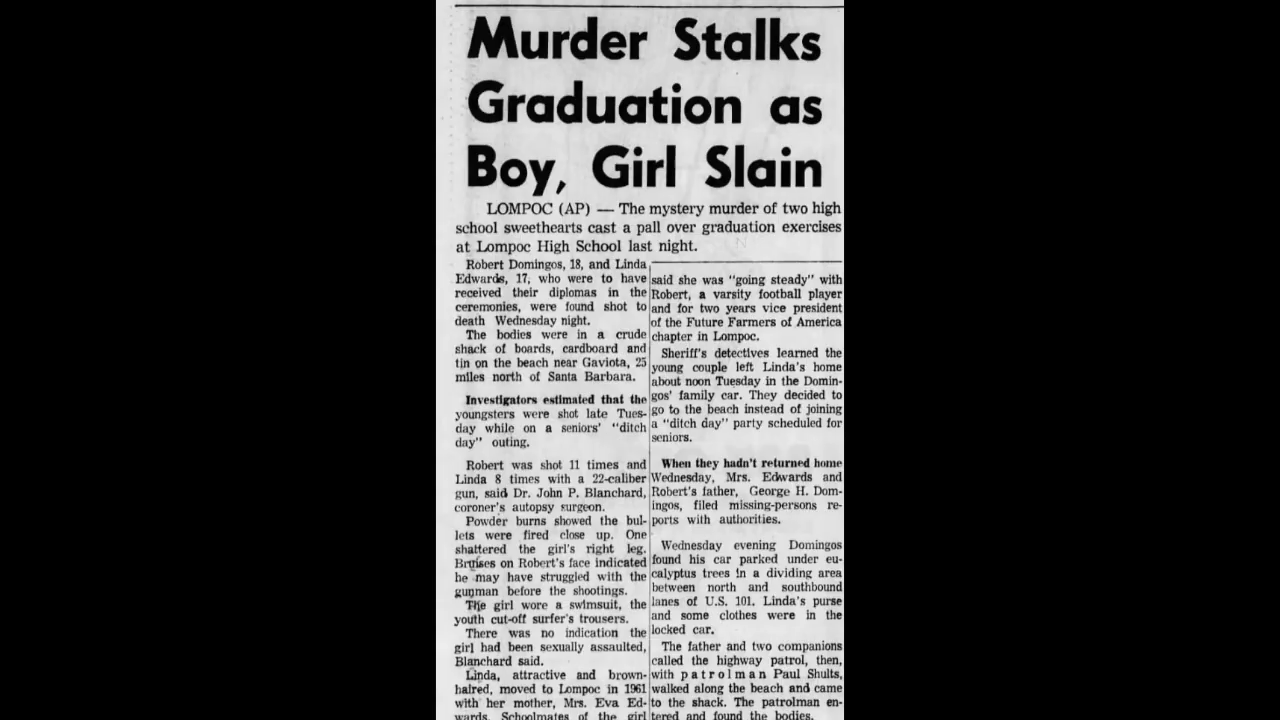 Murder Stalks
Graduation as
Boy, Girl Slain
LOMPOC (AP) — The mystery murder of two high
school sweethearts cast a pall over graduation exercises
at Lompoc High School last night.
Robert Domingos, 18, and Linda
Edwards, 17, who were to have
received their diplomas in the
ceremonies, were found shot to
death Wednesday night.
The bodies were in a crude
shack of boards, cardboard and
tin on the beach near Gaviota, 25
miles north of Santa Barbara.
Investigators estimated that the
youngsters were shot late Tues-
day while on a seniors' "ditch
day" outing.
Robert was shot 11 times and
Linda 8 times with a 22-caliber
gun, said Dr. John P. Blanchard,
coroner's autopsy surgeon.
Powder burns showed the bul-
lets were fired close up. One
shattered the girl's right leg.
Bruises on Robert's face indicated
he may have struggled with the
gunman before the shootings.
The girl wore a swimsuit, the
youth cut-off surfer's trousers.
There was no indication the
girl had been sexually assaulted,
Blanchard said.
Linda, attractive and brown-
haired, moved to Lompoc in 1961
with her mother, Mrs. Eva Ed-
wards. Schoolmates of the girl
said she was "going steady" with
Robert, a varsity football player
and for two years vice president
of the Future Farmers of America
chapter in Lompoc.
Sheriff's detectives learned the
young couple left Linda's home
about noon Tuesday in the Domin-
gos' family car. They decided to
go to the beach instead of joining
a "ditch day" party scheduled for
seniors.
When they hadn't returned home
Wednesday, Mrs. Edwards and
Robert's father, George H. Dom-
ingos, filed missing-persons re-
ports with authorities.
Wednesday evening Domingos
found his car parked under eu-
calyptus trees in a dividing area
between north and southbound
lanes of U.S. 101. Linda's purse
and some clothes were in the
locked car.
The father and two companions
called the highway patrol, then,
with patrolman Paul Shults,
walked along the beach and came
to the shack. The patrolman en-
tered and found the bodies.